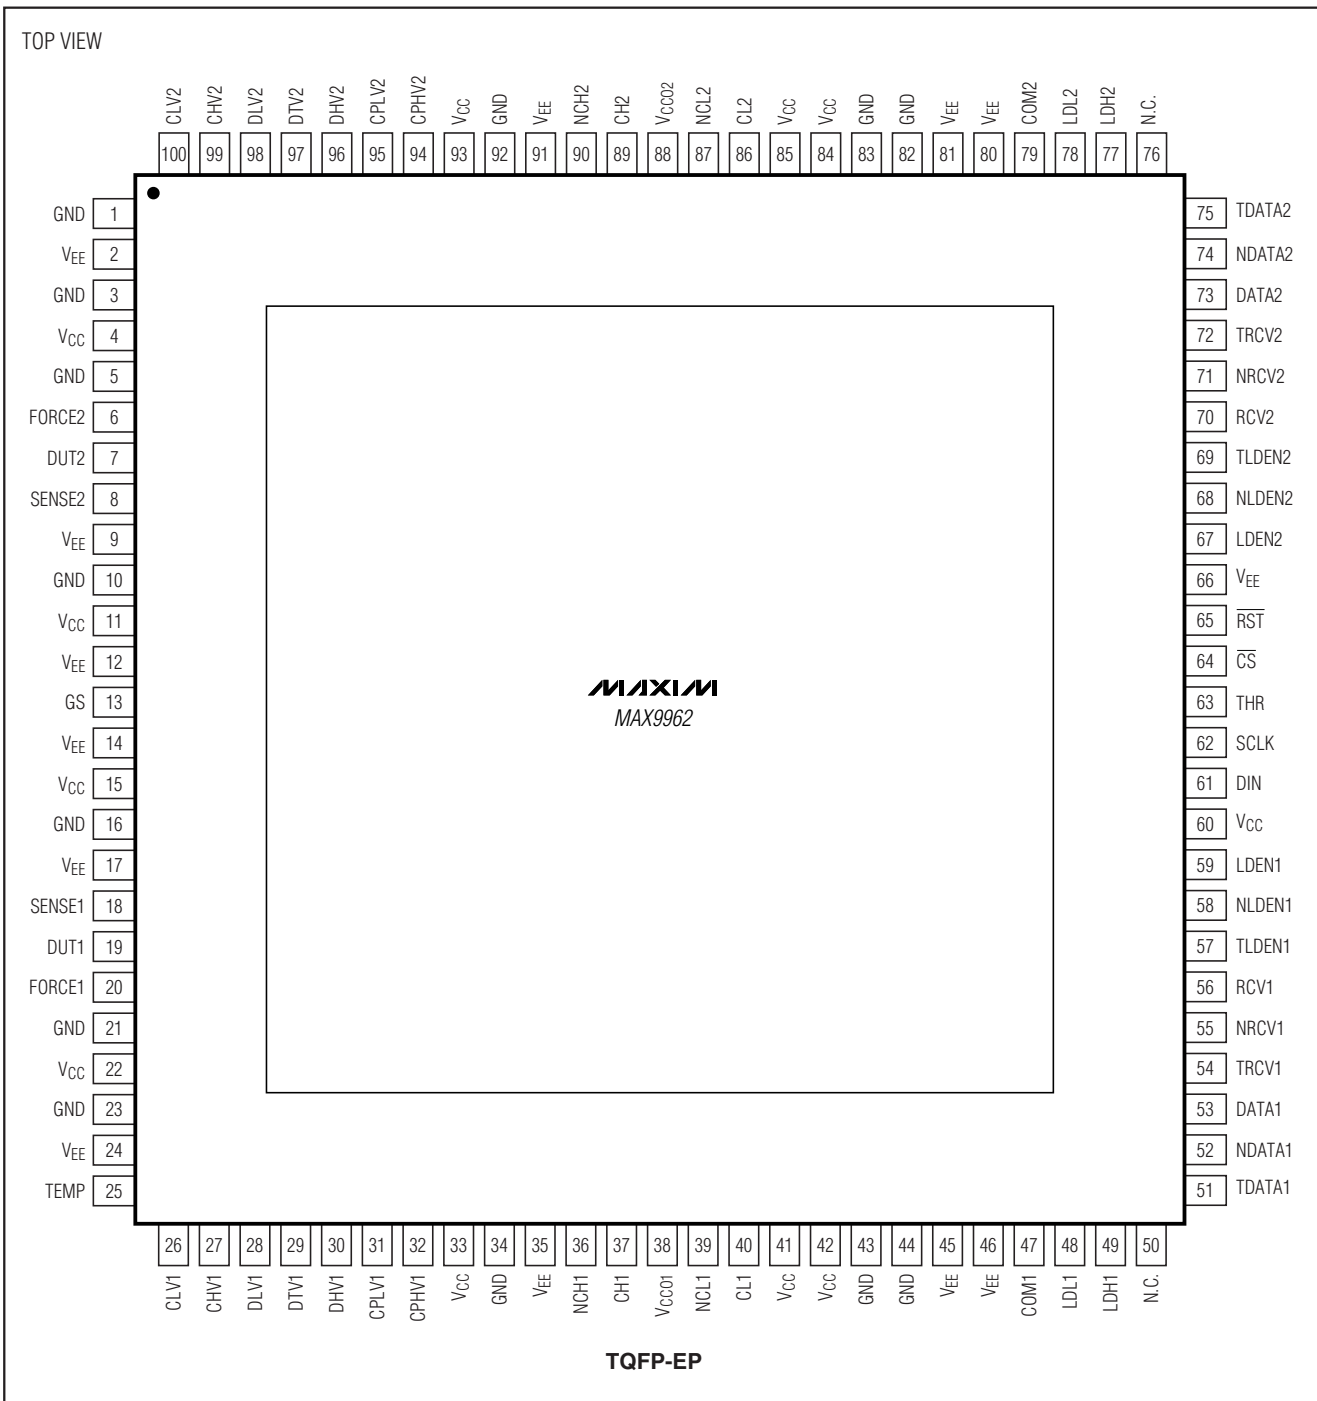 TOP VIEW
CLV2 CHV2 DLV2 DTV2 DHV2 CPLV2 CPHV2 VCC GND VEE NCH2 CH2 VCCO2 NCL2 CL2 VCC VCC GND GND VEE VEE COM2 LDL2 LDH2 N.C.
100 99 98 97 96 95 94 93 92 91 90 89 88 87 86 85 84 83 82 81 80 79 78 77 76
GND 1 75 TDATA2
VEE 2 74 NDATA2
GND 3 73 DATA2
VCC 4 72 TRCV2
GND 5 71 NRCV2
FORCE2 6 70 RCV2
DUT2 7 69 TLDEN2
SENSE2 8 68 NLDEN2
VEE 9 67 LDEN2
GND 10 66 VEE
VCC 11 65 R̅S̅T̅
VEE 12 64 C̅S̅
GS 13 63 THR
VEE 14 62 SCLK
VCC 15 61 DIN
GND 16 60 VCC
VEE 17 59 LDEN1
SENSE1 18 58 NLDEN1
DUT1 19 57 TLDEN1
FORCE1 20 56 RCV1
GND 21 55 NRCV1
VCC 22 54 TRCV1
GND 23 53 DATA1
VEE 24 52 NDATA1
TEMP 25 51 TDATA1
MAXIM
MAX9962
26 27 28 29 30 31 32 33 34 35 36 37 38 39 40 41 42 43 44 45 46 47 48 49 50
CLV1 CHV1 DLV1 DTV1 DHV1 CPLV1 CPHV1 VCC GND VEE NCH1 CH1 VCCO1 NCL1 CL1 VCC VCC GND GND VEE VEE COM1 LDL1 LDH1 N.C.
TQFP-EP